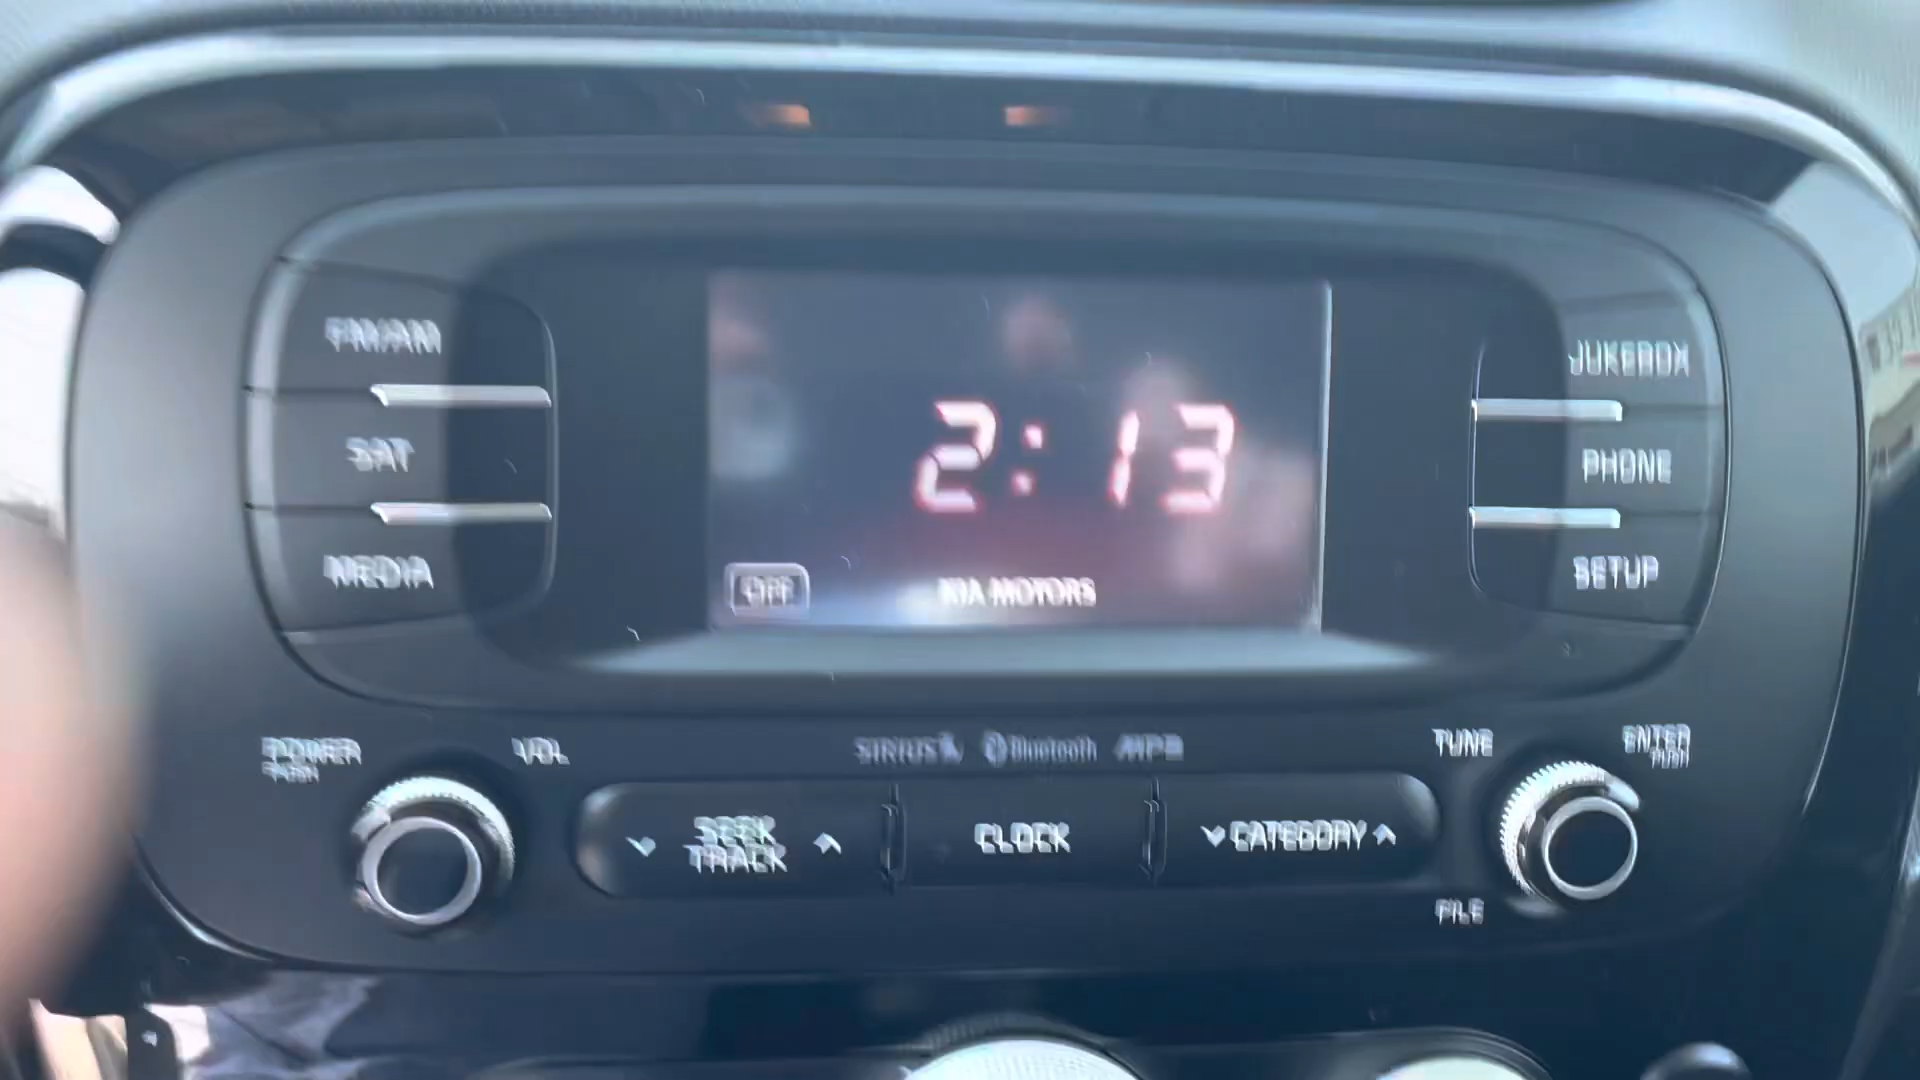 FM/AM
SAT
MEDIA
2:13
OFF
KIA MOTORS
JUKEBOX
PHONE
SETUP
POWER
PUSH
VOL
SIRIUS
Bluetooth
MP3
TUNE
ENTER
PUSH
SEEK
TRACK
CLOCK
CATEGORY
FILE